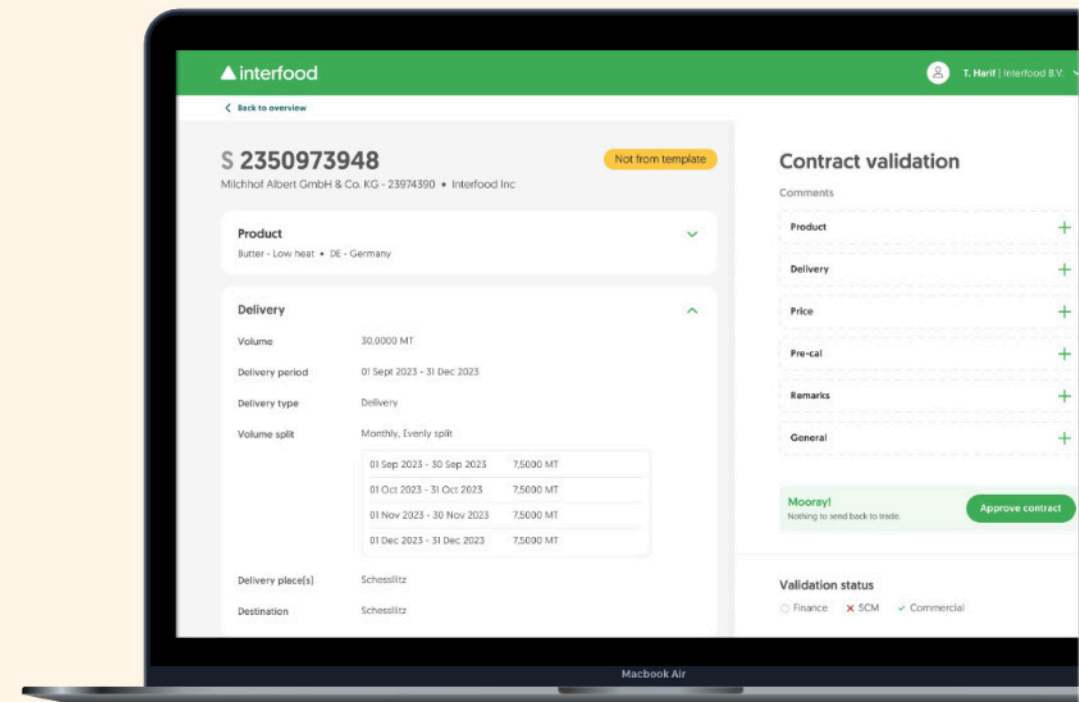 interfood
T. Harif | Interfood B.V.
Back to overview
S 2350973948
Not from template
Milchhof Albert GmbH & Co. KG - 23974390 • Interfood Inc
Product
Butter - Low heat • DE - Germany
Delivery
Volume 30,0000 MT
Delivery period 01 Sept 2023 - 31 Dec 2023
Delivery type Delivery
Volume split Monthly, Evenly split
01 Sep 2023 - 30 Sep 2023 7,5000 MT
01 Oct 2023 - 31 Oct 2023 7,5000 MT
01 Nov 2023 - 30 Nov 2023 7,5000 MT
01 Dec 2023 - 31 Dec 2023 7,5000 MT
Delivery place(s) Schesslitz
Destination Schesslitz
Contract validation
Comments
Product
Delivery
Price
Pre-cal
Remarks
General
Mooray!
Nothing to send back to trade.
Approve contract
Validation status
Finance SCM Commercial
Macbook Air